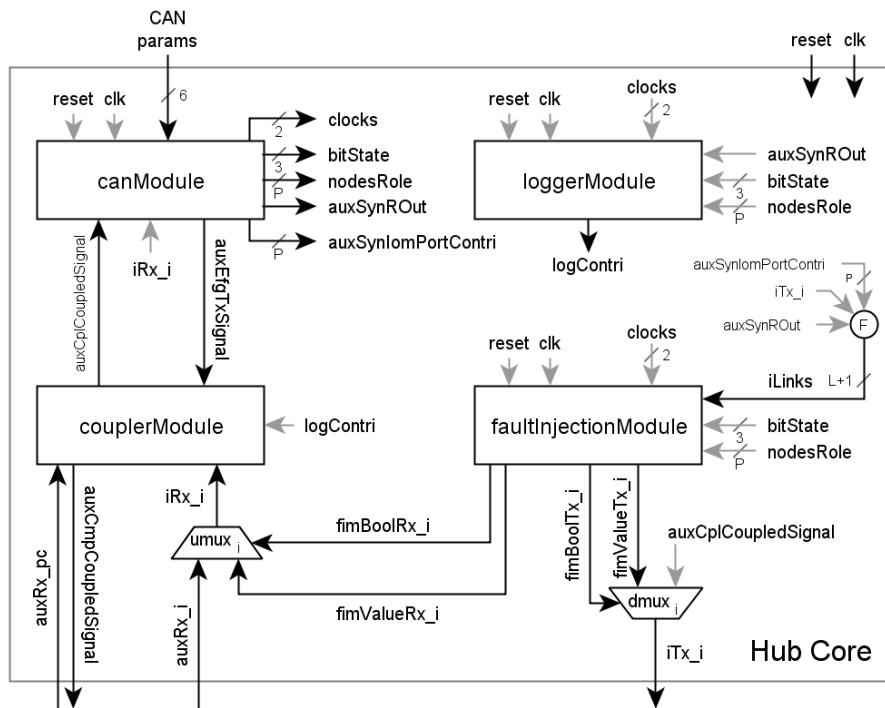 CAN
params
reset clk
6
reset clk
clocks
2
bitState
3
nodesRole
P
auxSynROut
auxSynIomPortContri
P
canModule
iRx_i
auxCplCoupledSignal
auxEfgTxSignal
reset clk
clocks
2
loggerModule
auxSynROut
bitState
3
nodesRole
P
logContri
auxSynIomPortContri
P
iTx_i
auxSynROut
F
iLinks L+1
couplerModule
logContri
reset clk
clocks
2
faultInjectionModule
bitState
3
nodesRole
P
iRx_i
umux i
fimBoolRx_i
fimValueRx_i
fimBoolTx_i
fimValueTx_i
auxCplCoupledSignal
dmux i
iTx_i
auxRx_pc
auxCmpCoupledSignal
auxRx_i
Hub Core